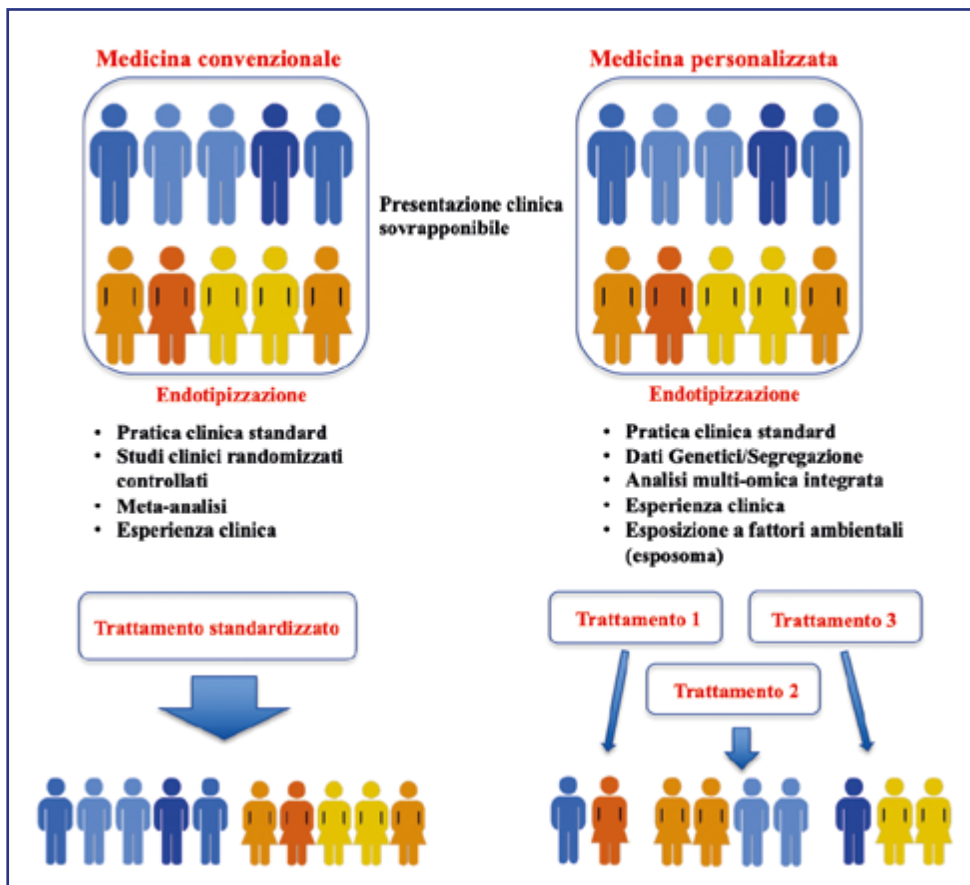 Medicina convenzionale
Medicina personalizzata
Presentazione clinica
sovrapponibile
Endotipizzazione
• Pratica clinica standard
• Studi clinici randomizzati
controllati
• Meta-analisi
• Esperienza clinica
Endotipizzazione
• Pratica clinica standard
• Dati Genetici/Segregazione
• Analisi multi-omica integrata
• Esperienza clinica
• Esposizione a fattori ambientali
(esposoma)
Trattamento standardizzato
Trattamento 1
Trattamento 3
Trattamento 2